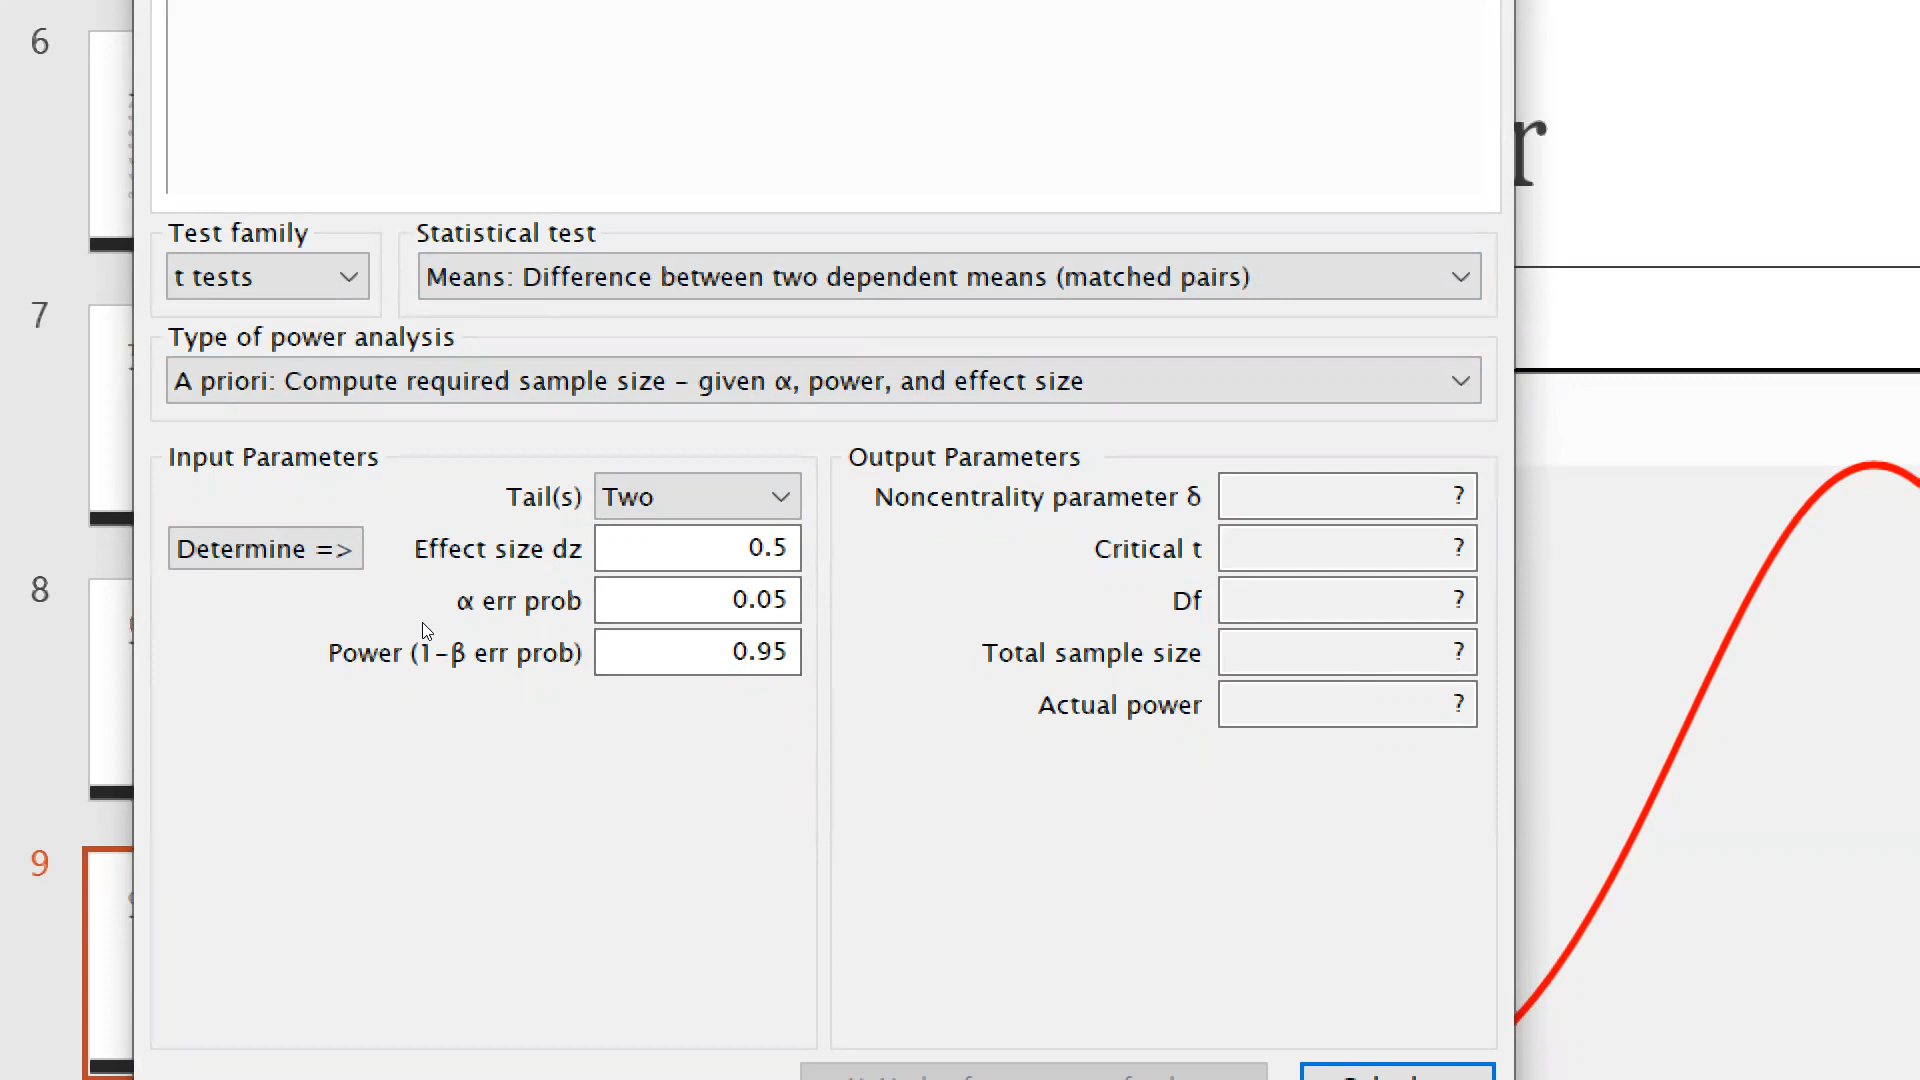 6
7
8
9
r
Test family
t tests
Statistical test
Means: Difference between two dependent means (matched pairs)
Type of power analysis
A priori: Compute required sample size – given α, power, and effect size
Input Parameters
Tail(s) Two
Determine => Effect size dz 0.5
α err prob 0.05
Power (1–β err prob) 0.95
Output Parameters
Noncentrality parameter δ ?
Critical t ?
Df ?
Total sample size ?
Actual power ?